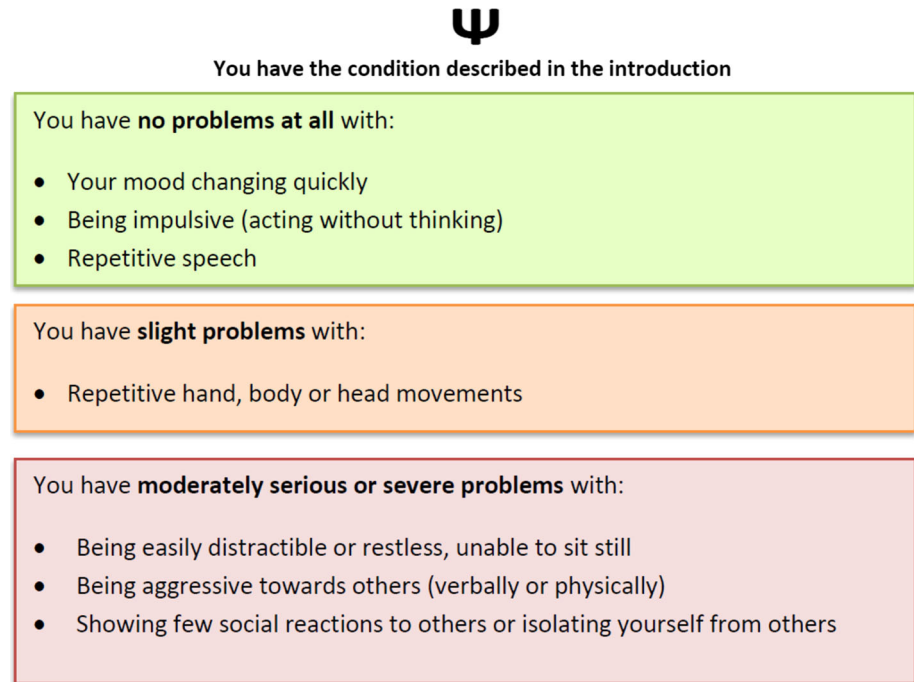 Ψ
You have the condition described in the introduction
You have no problems at all with:
• Your mood changing quickly
• Being impulsive (acting without thinking)
• Repetitive speech
You have slight problems with:
• Repetitive hand, body or head movements
You have moderately serious or severe problems with:
• Being easily distractible or restless, unable to sit still
• Being aggressive towards others (verbally or physically)
• Showing few social reactions to others or isolating yourself from others